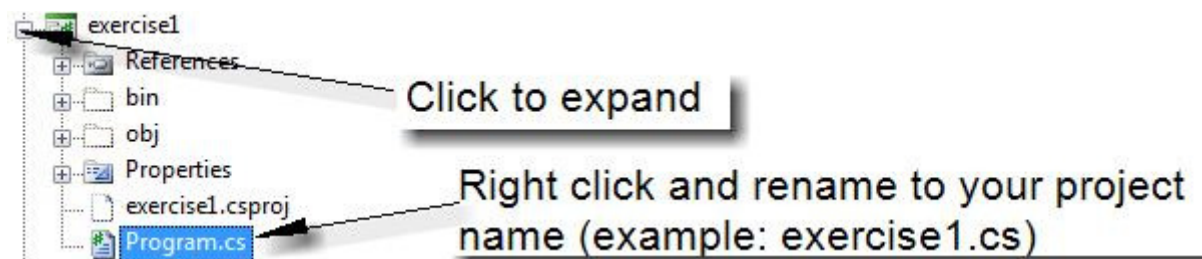 exercise1
References
bin
Click to expand
obj
Properties
Right click and rename to your project
name (example: exercise1.cs)
exercise1.csproj
Program.cs